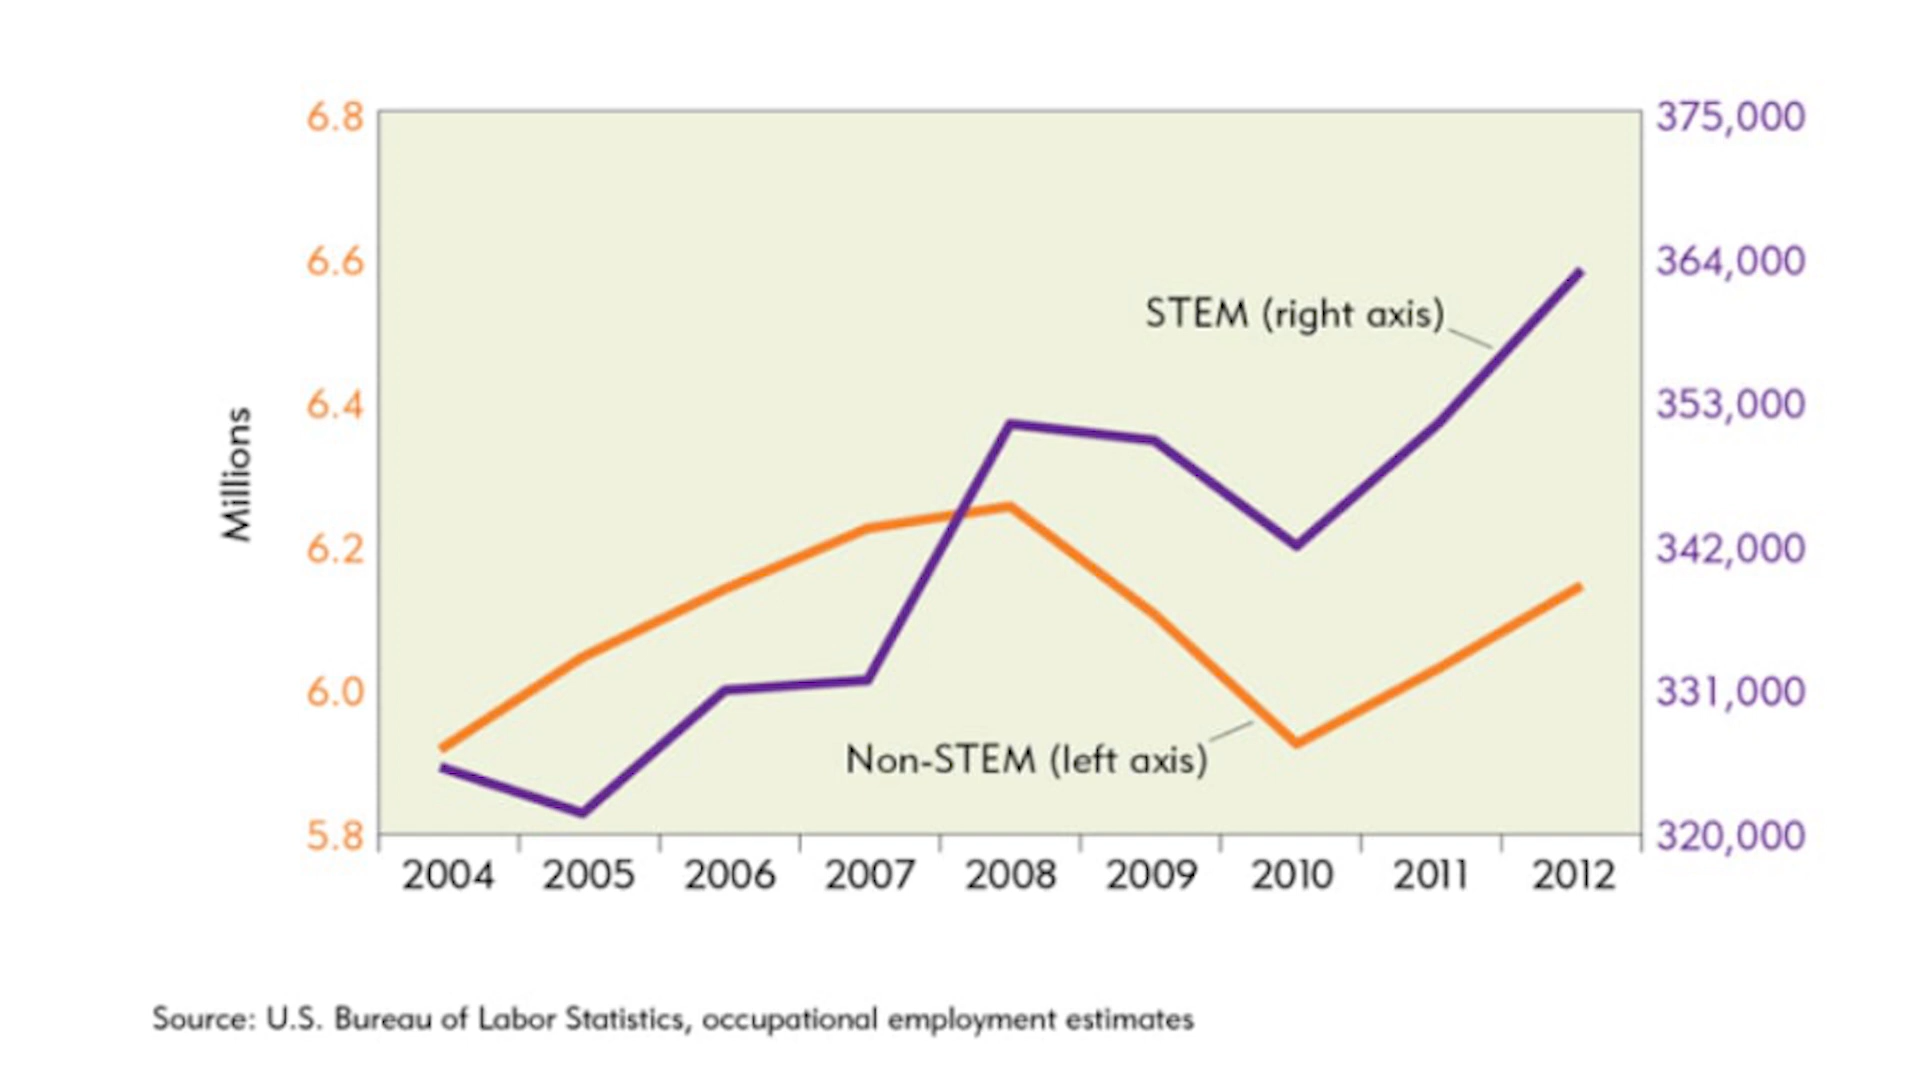 6.8
375,000
6.6
364,000
STEM (right axis)
6.4
353,000
Millions
6.2
342,000
6.0
331,000
Non-STEM (left axis)
5.8
320,000
2004 2005 2006 2007 2008 2009 2010 2011 2012
Source: U.S. Bureau of Labor Statistics, occupational employment estimates